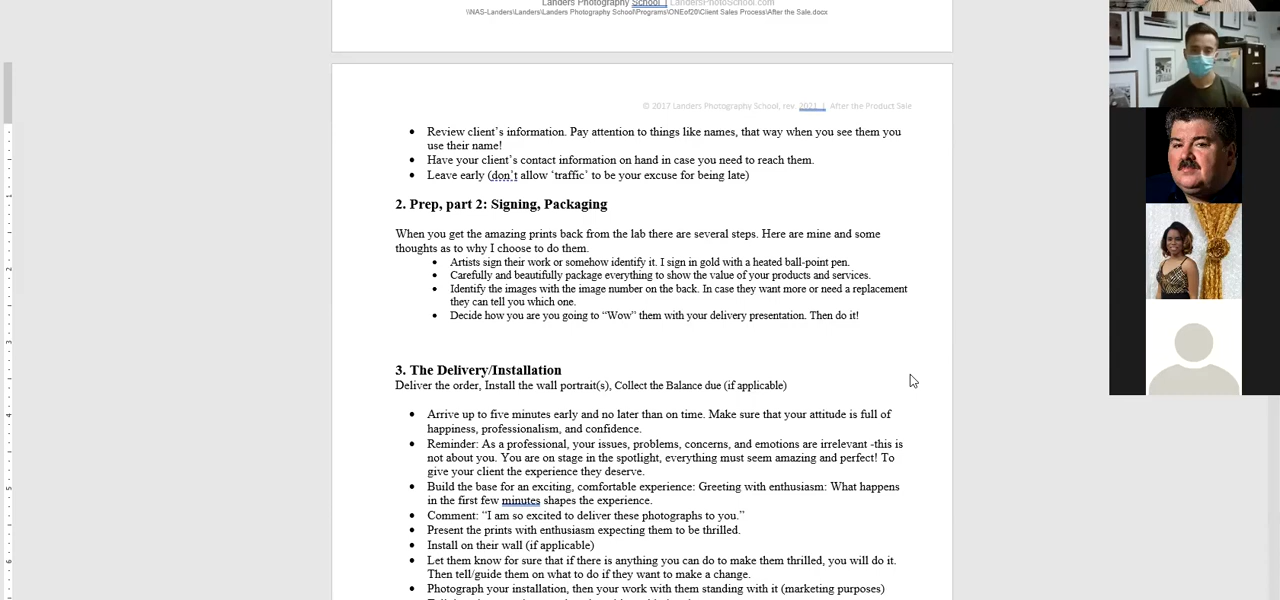 Landers Photography School | LandersPhotoSchool.com
\\NAS-Landers\Landers\Landers Photography School\Programs\ONEof20\Client Sales Process\After the Sale.docx
© 2017 Landers Photography School, rev. 2021 | After the Product Sale
• Review client's information. Pay attention to things like names, that way when you see them you
use their name!
• Have your client's contact information on hand in case you need to reach them.
• Leave early (don't allow 'traffic' to be your excuse for being late)
2. Prep, part 2: Signing, Packaging
When you get the amazing prints back from the lab there are several steps. Here are mine and some
thoughts as to why I choose to do them.
• Artists sign their work or somehow identify it. I sign in gold with a heated ball-point pen.
• Carefully and beautifully package everything to show the value of your products and services.
• Identify the images with the image number on the back. In case they want more or need a replacement
they can tell you which one.
• Decide how you are you going to “Wow” them with your delivery presentation. Then do it!
3. The Delivery/Installation
Deliver the order, Install the wall portrait(s), Collect the Balance due (if applicable)
• Arrive up to five minutes early and no later than on time. Make sure that your attitude is full of
happiness, professionalism, and confidence.
• Reminder: As a professional, your issues, problems, concerns, and emotions are irrelevant -this is
not about you. You are on stage in the spotlight, everything must seem amazing and perfect! To
give your client the experience they deserve.
• Build the base for an exciting, comfortable experience: Greeting with enthusiasm: What happens
in the first few minutes shapes the experience.
• Comment: “I am so excited to deliver these photographs to you.”
• Present the prints with enthusiasm expecting them to be thrilled.
• Install on their wall (if applicable)
• Let them know for sure that if there is anything you can do to make them thrilled, you will do it.
Then tell/guide them on what to do if they want to make a change.
• Photograph your installation, then your work with them standing with it (marketing purposes)